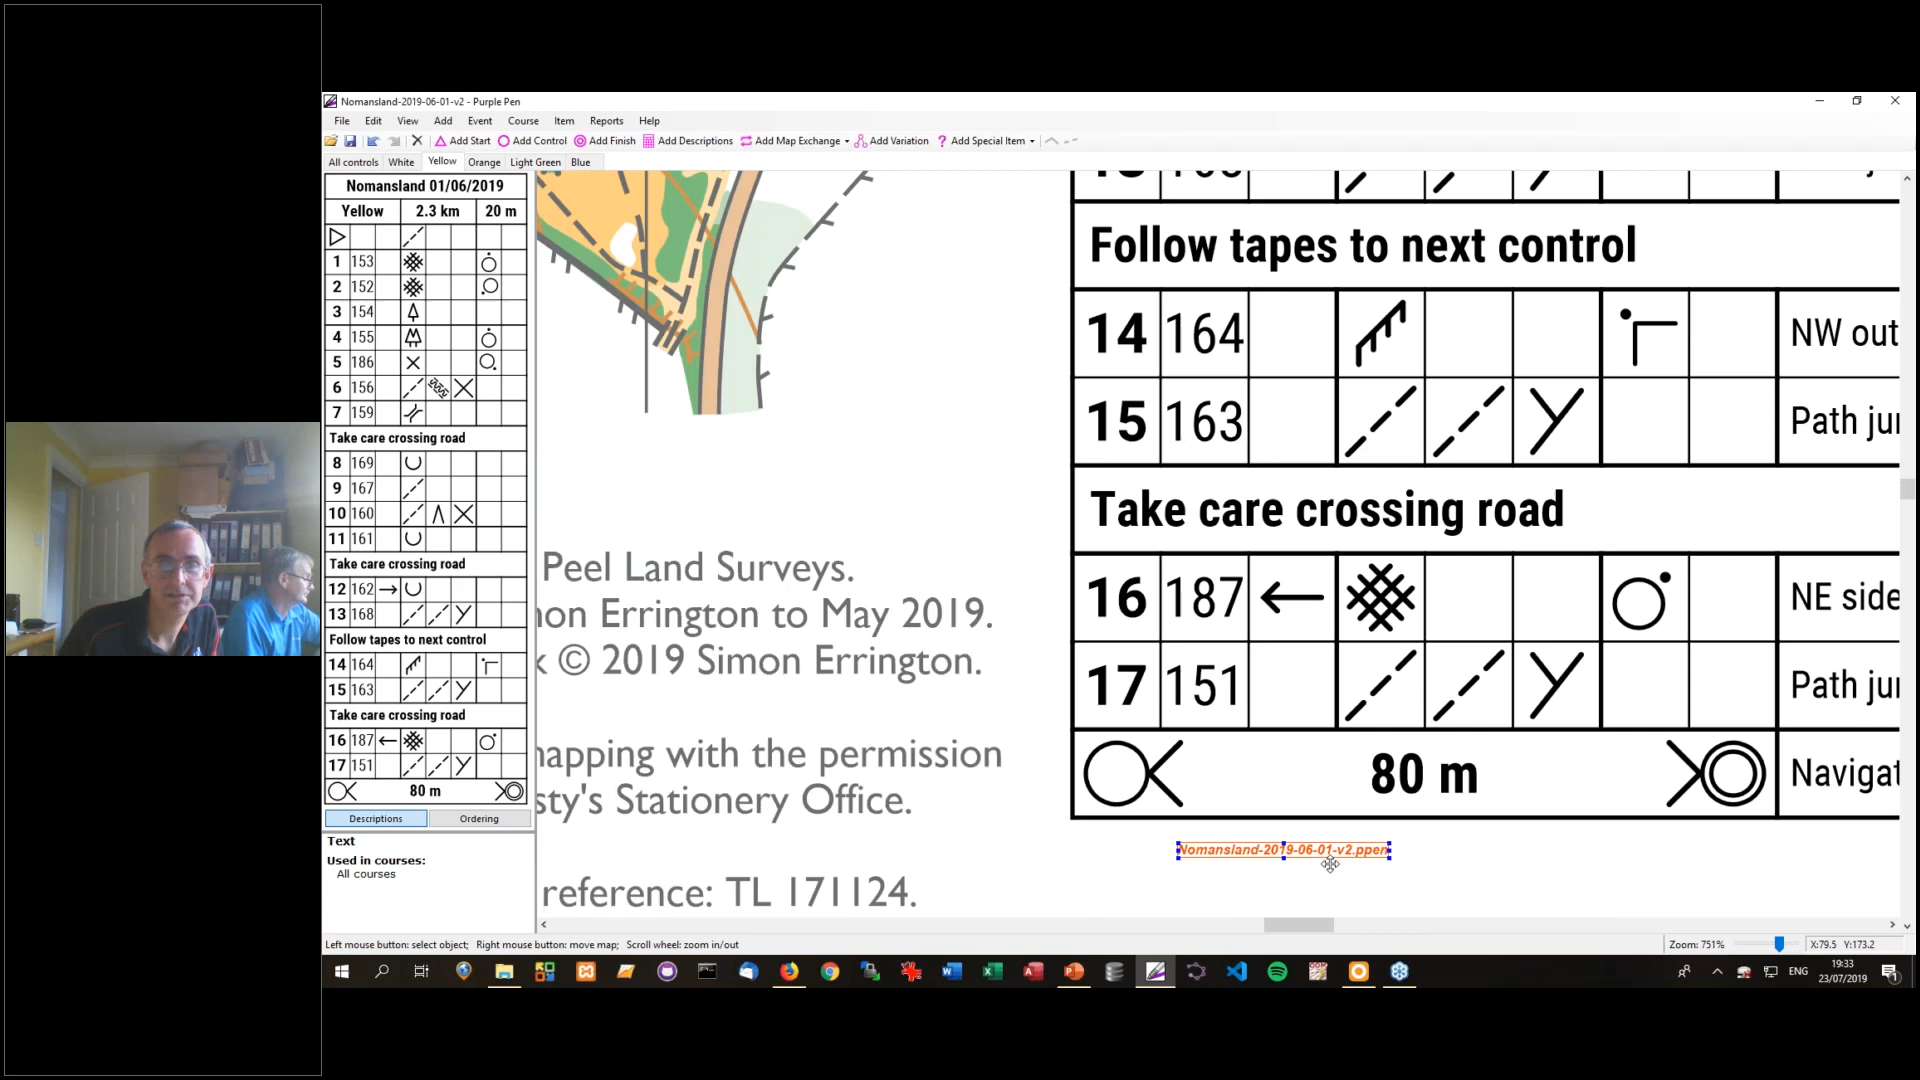 Nomansland-2019-06-01-v2 - Purple Pen
File Edit View Add Event Course Item Reports Help
Add Start Add Control Add Finish Add Descriptions Add Map Exchange Add Variation ? Add Special Item
All controls White Yellow Orange Light Green Blue
Nomansland 01/06/2019
Yellow 2.3 km 20 m
1 153
2 152
3 154
4 155
5 186
6 156
7 159
Take care crossing road
8 169
9 167
10 160
11 161
Take care crossing road
12 162
13 168
Follow tapes to next control
14 164
15 163
Take care crossing road
16 187
17 151
80 m
Descriptions Ordering
Text
Used in courses:
All courses
Peel Land Surveys.
Errington to May 2019.
© 2019 Simon Errington.
with the permission
Stationery Office.
reference: TL 171124.
Follow tapes to next control
14 164 NW out
15 163 Path
Take care crossing road
16 187 NE side
17 151 Path
80 m
Nomansland-2019-06-01-v2.ppen
Left mouse button: select object; Right mouse button: move map; Scroll wheel: zoom in/out
Zoom: 751% X:79.5 Y:173.2
ENG
19:33
23/07/2019